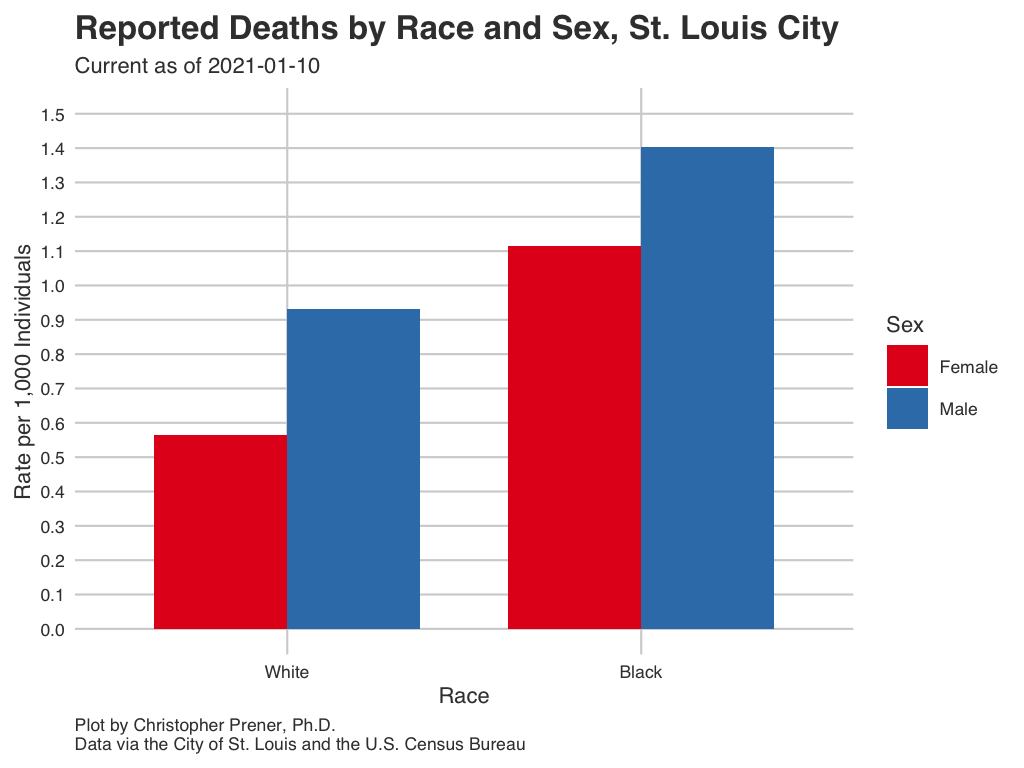 Reported Deaths by Race and Sex, St. Louis City
Current as of 2021-01-10
Rate per 1,000 Individuals
1.5
1.4
1.3
1.2
1.1
1.0
0.9
0.8
0.7
0.6
0.5
0.4
0.3
0.2
0.1
0.0
White
Black
Race
Sex
Female
Male
Plot by Christopher Prener, Ph.D.
Data via the City of St. Louis and the U.S. Census Bureau